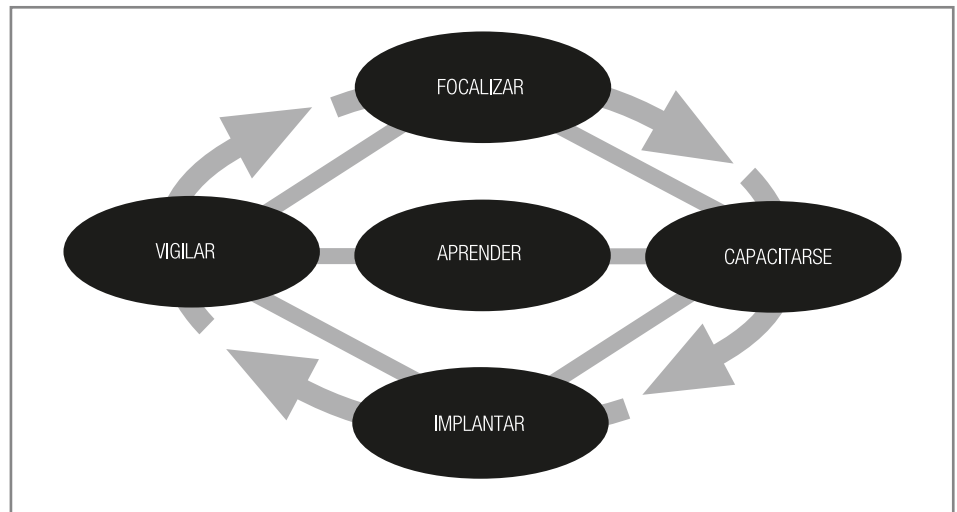 FOCALIZAR
VIGILAR
APRENDER
CAPACITARSE
IMPLANTAR